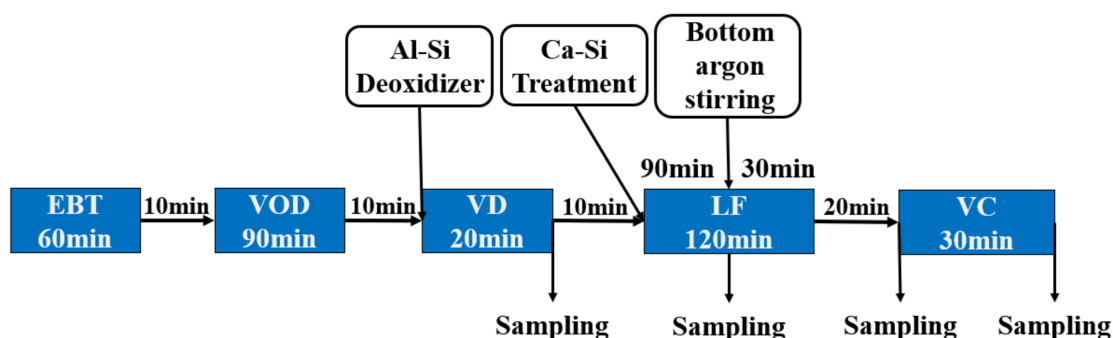 Al-Si
Deoxidizer
Ca-Si
Treatment
Bottom
argon
stirring
90min
30min
EBT
60min
10min
VOD
90min
10min
VD
20min
10min
LF
120min
20min
VC
30min
Sampling
Sampling
Sampling
Sampling